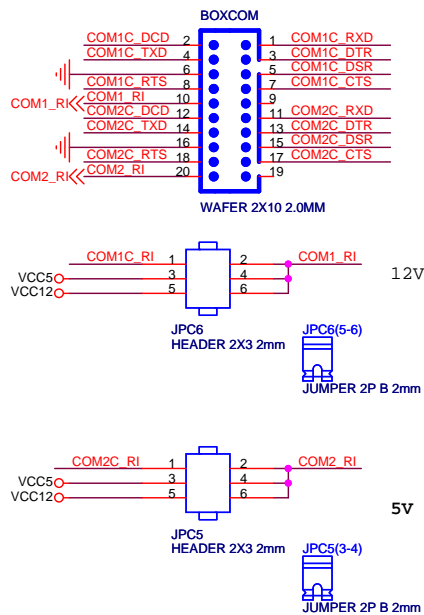 BOXCOM
COM1C_DCD 2 1 COM1C_RXD
COM1C_TXD 4 3 COM1C_DTR
6 5 COM1C_DSR
COM1C_RTS 8 7 COM1C_CTS
COM1_RI COM1_RI 10 9
COM2C_DCD 12 11 COM2C_RXD
COM2C_TXD 14 13 COM2C_DTR
16 15 COM2C_DSR
COM2C_RTS 18 17 COM2C_CTS
COM2_RI COM2_RI 20 19
WAFER 2X10 2.0MM
COM1C_RI 1 2 COM1_RI
VCC5 3 4 12V
VCC12 5 6
JPC6 JPC6(5-6)
HEADER 2X3 2mm
JUMPER 2P B 2mm
COM2C_RI 1 2 COM2_RI
VCC5 3 4
VCC12 5 6 5V
JPC5
HEADER 2X3 2mm JPC5(3-4)
JUMPER 2P B 2mm